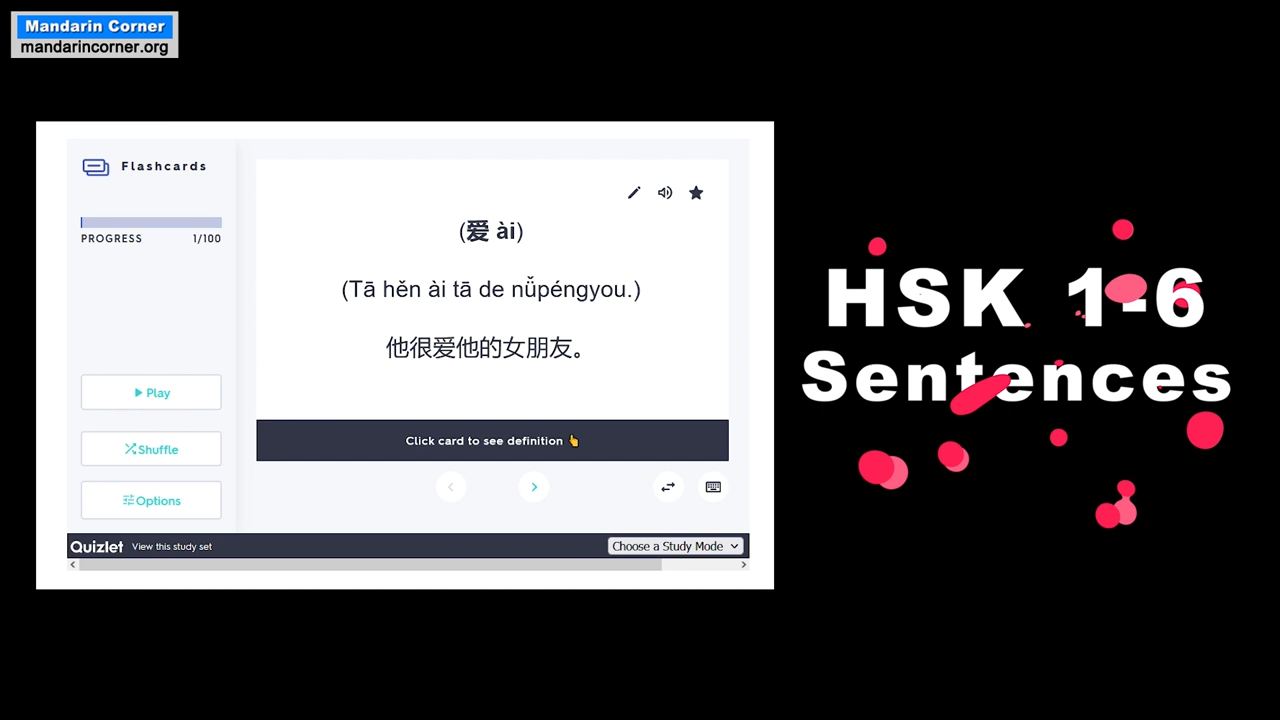 Mandarin Corner
mandarincorner.org
Flashcards
PROGRESS 1/100
Play
Shuffle
Options
(爱 ài)
(Tā hěn ài tā de nǚpéngyou.)
他很爱他的女朋友。
Click card to see definition 👆
Quizlet View this study set
Choose a Study Mode
HSK 1-6
Sentences